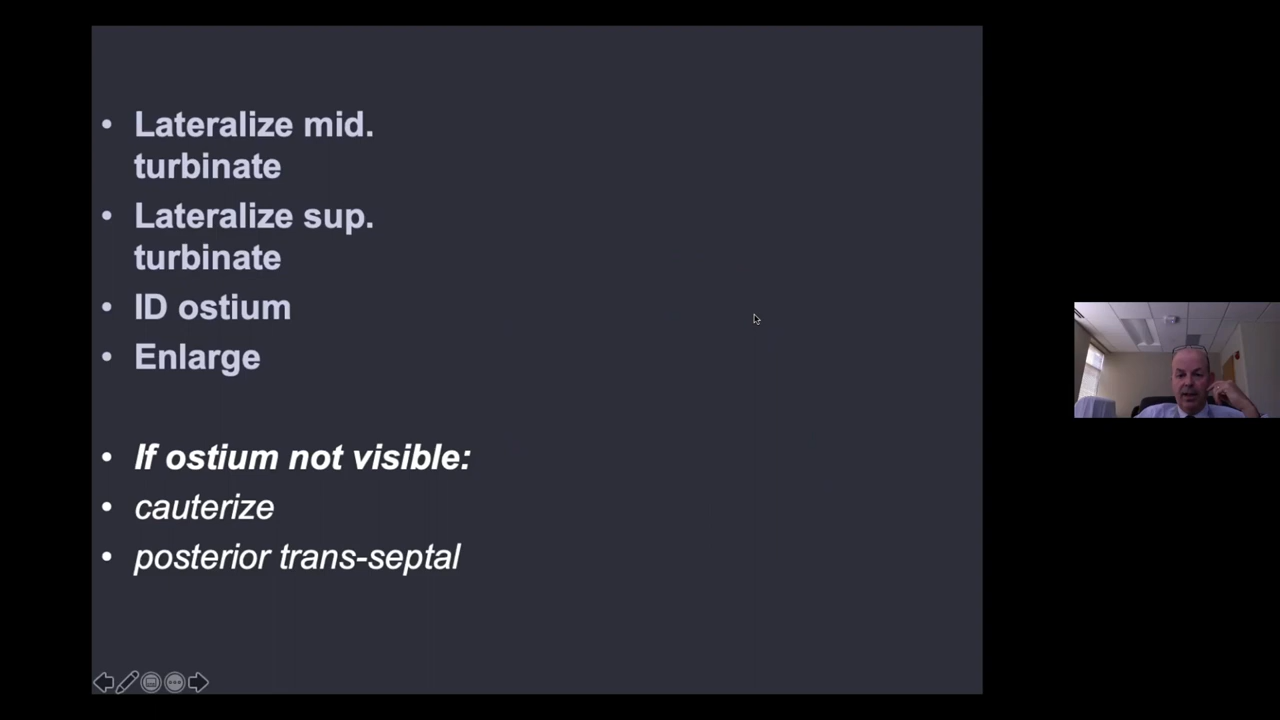 • Lateralize mid.
turbinate
• Lateralize sup.
turbinate
• ID ostium
• Enlarge
• If ostium not visible:
• cauterize
• posterior trans-septal